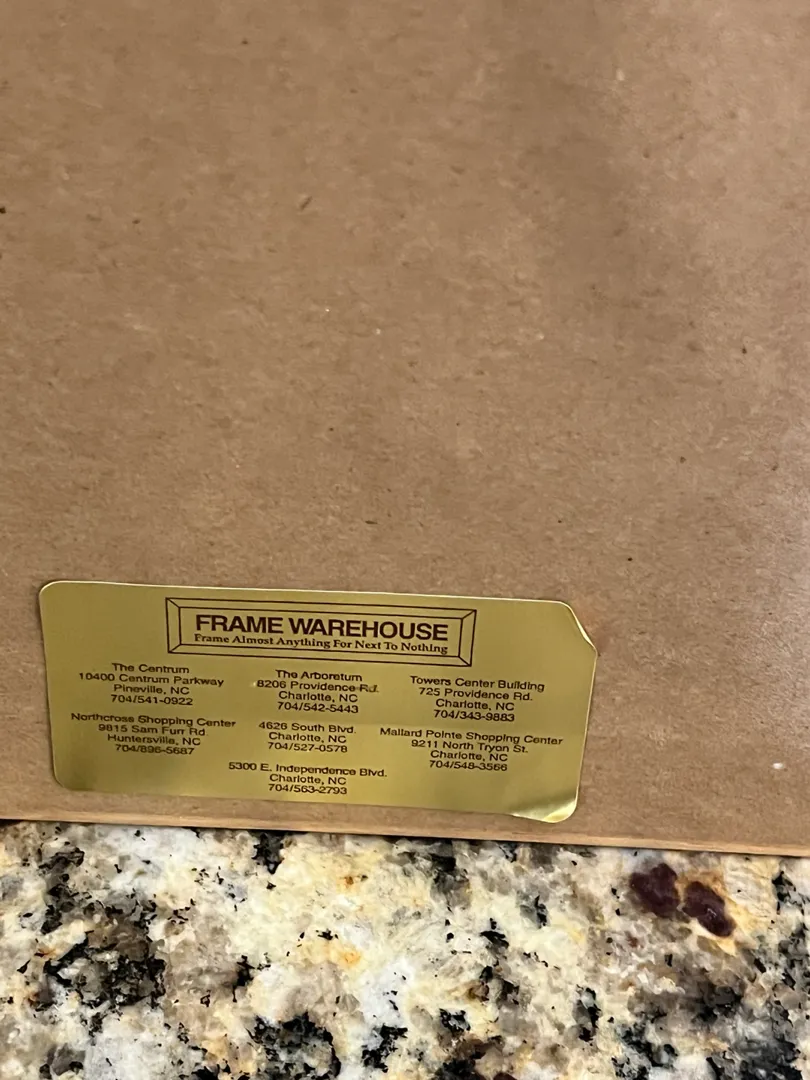 FRAME WAREHOUSE
Frame Almost Anything For Next To Nothing
The Centrum
10400 Centrum Parkway
Pineville, NC
704/541-0922
The Arboretum
8206 Providence Rd.
Charlotte, NC
704/542-5443
Towers Center Building
725 Providence Rd.
Charlotte, NC
704/343-9883
Northcross Shopping Center
9815 Sam Furr Rd
Huntersville, NC
704/896-5687
4626 South Blvd.
Charlotte, NC
704/527-0578
Mallard Pointe Shopping Center
9211 North Tryon St.
Charlotte, NC
704/548-3566
5300 E. Independence Blvd.
Charlotte, NC
704/563-2793